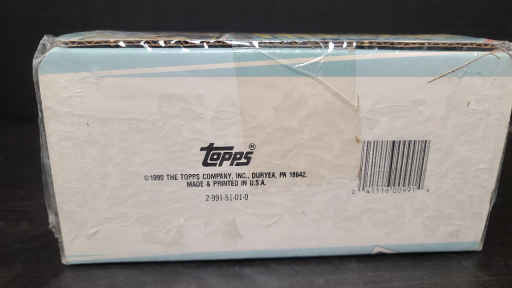 topps®
©1990 THE TOPPS COMPANY, INC., DURYEA, PA 18642.
MADE & PRINTED IN U.S.A.
2-991-51-01-0